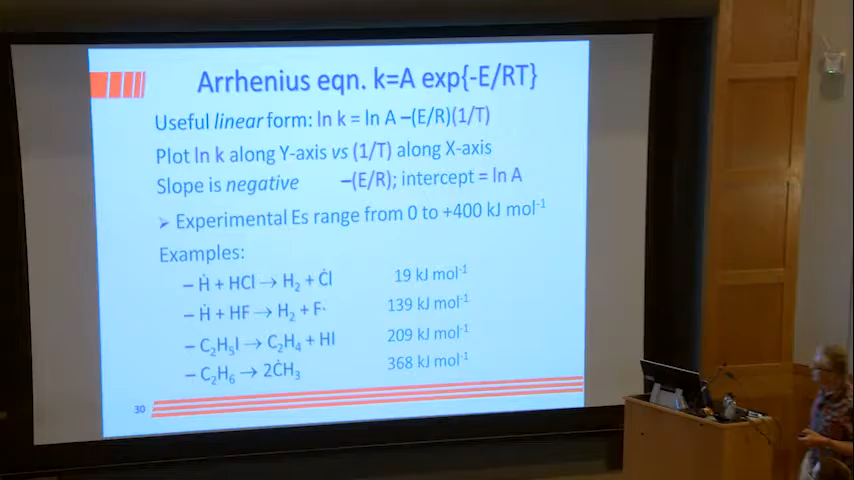 Arrhenius eqn. k=A exp{-E/RT}
Useful linear form: ln k = ln A –(E/R)(1/T)
Plot ln k along Y-axis vs (1/T) along X-axis
Slope is negative –(E/R); intercept = ln A
➢ Experimental Es range from 0 to +400 kJ mol⁻¹
Examples:
– Ḣ + HCl → H₂ + Ċl 19 kJ mol⁻¹
– Ḣ + HF → H₂ + F· 139 kJ mol⁻¹
– C₂H₅I → C₂H₄ + HI 209 kJ mol⁻¹
– C₂H₆ → 2ĊH₃ 368 kJ mol⁻¹
30